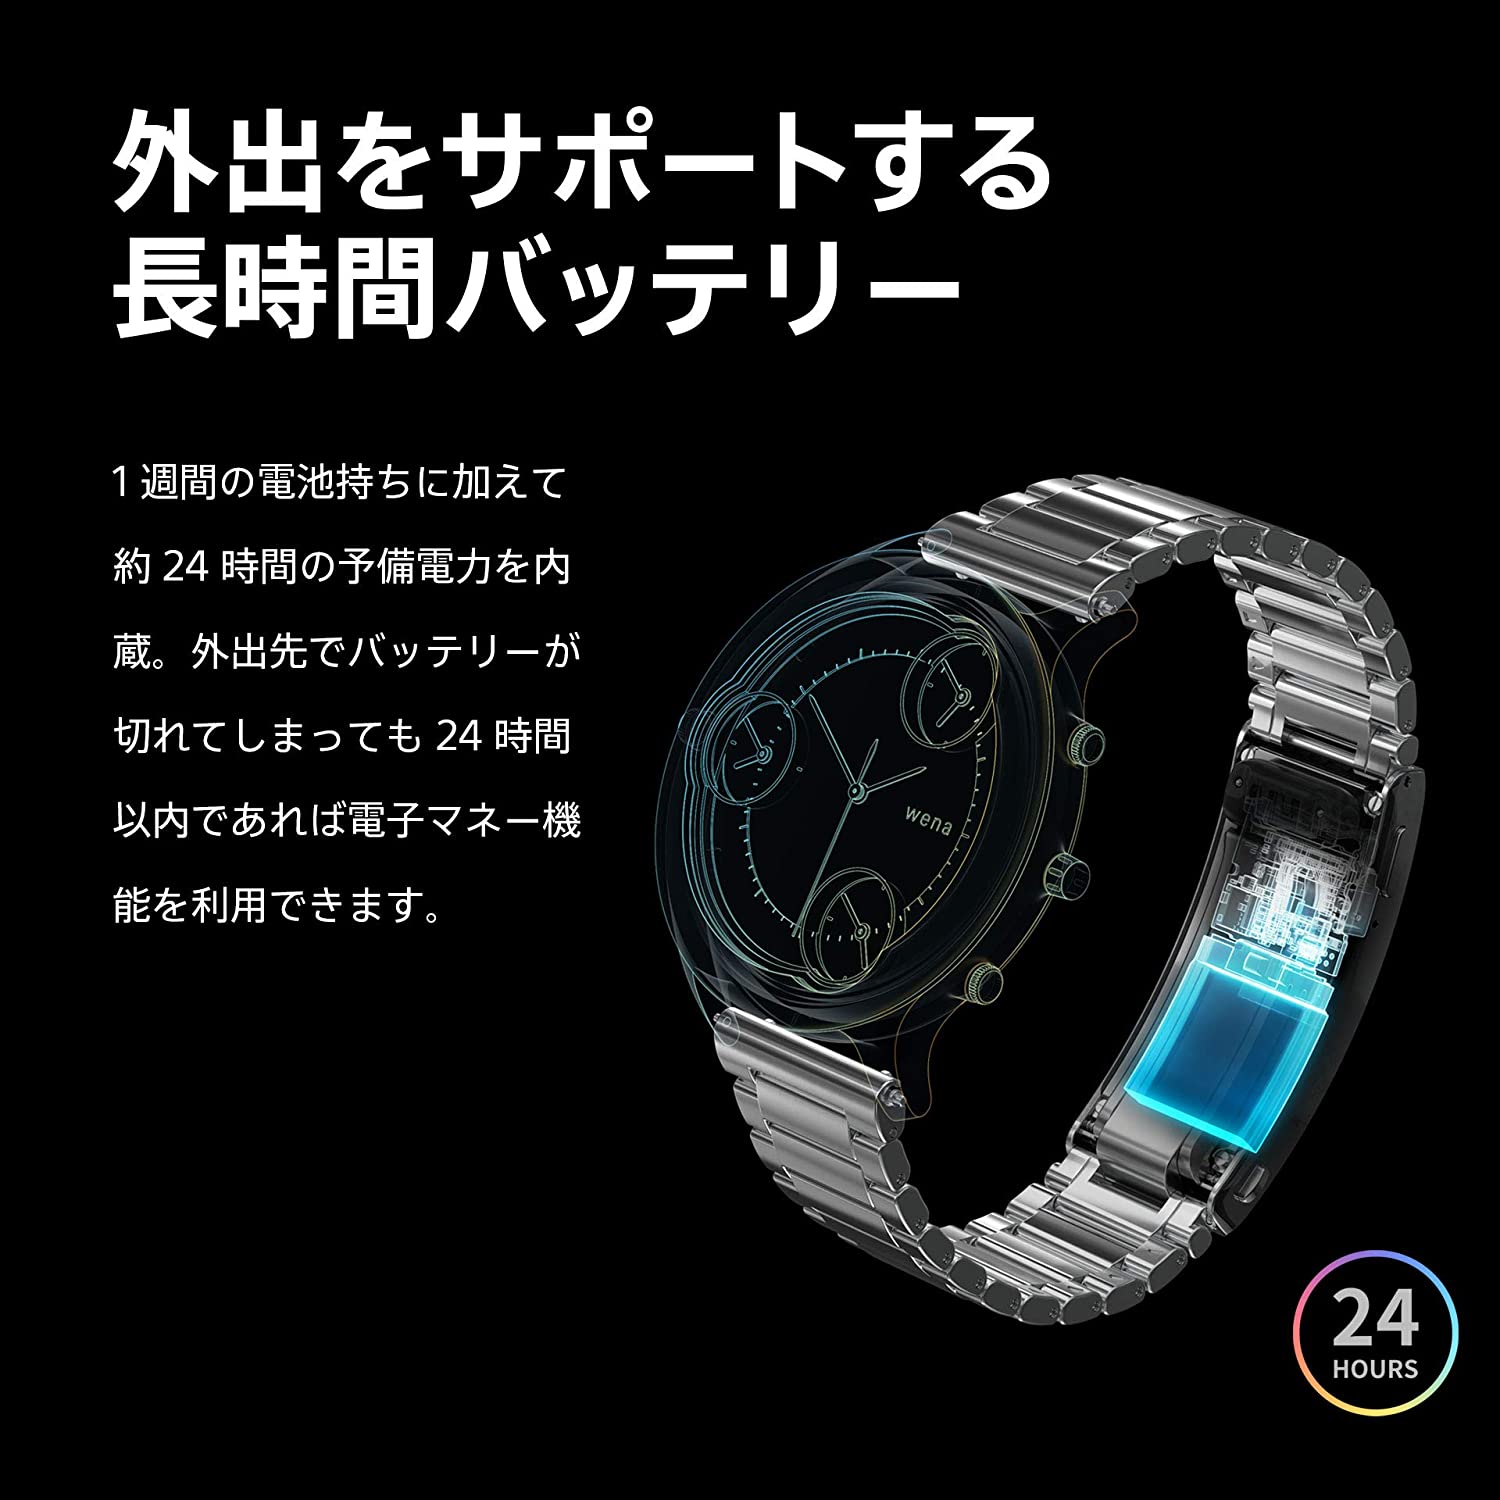 外出をサポートする
長時間バッテリー
1 週間の電池持ちに加えて
約 24 時間の予備電力を内
蔵。外出先でバッテリーが
切れてしまっても 24 時間
以内であれば電子マネー機
能を利用できます。
wena
24
HOURS